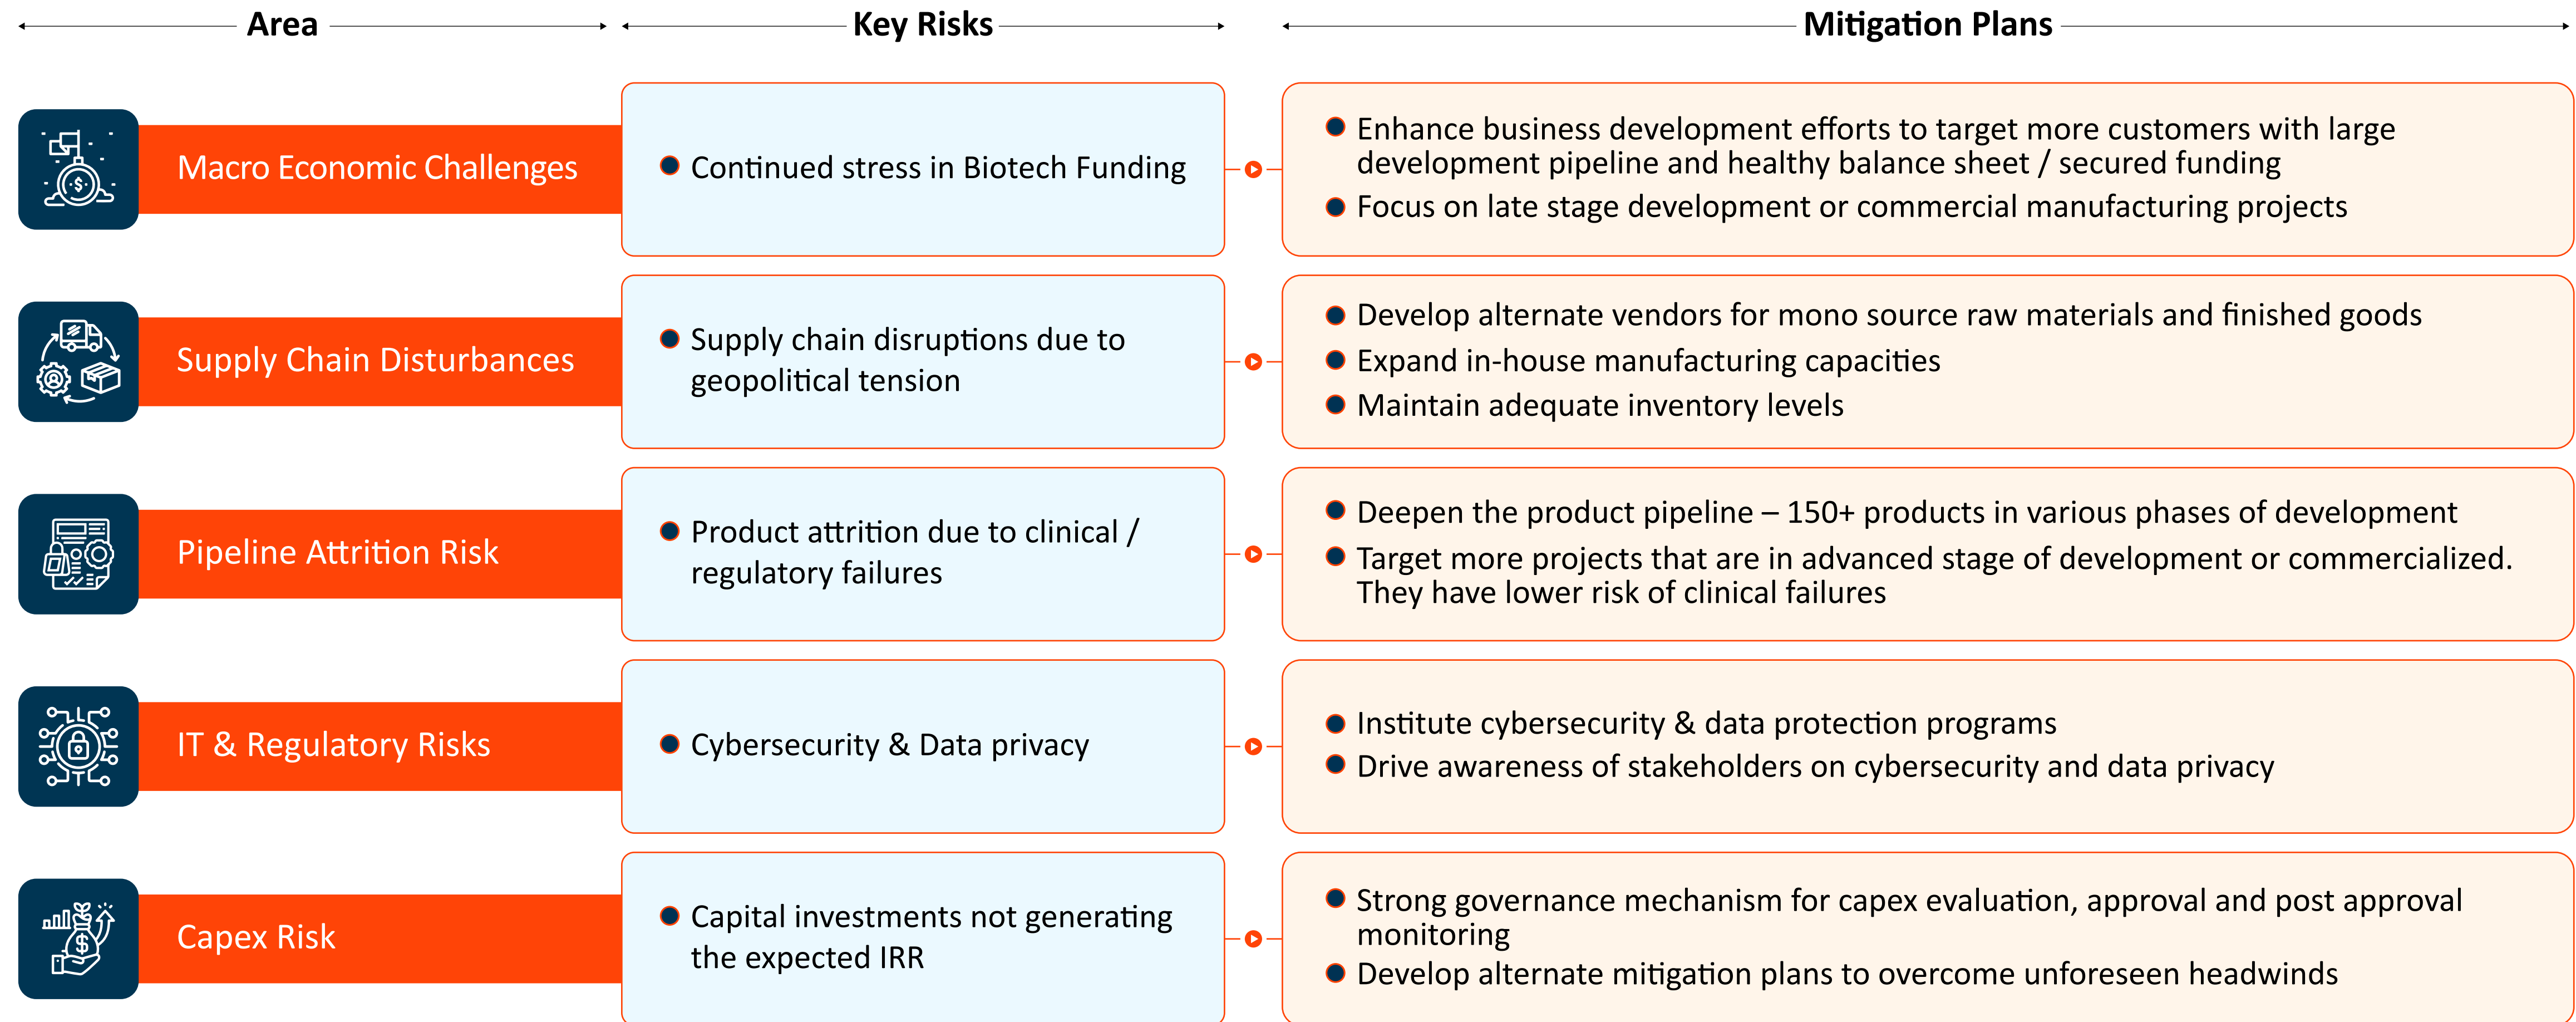 Area
Key Risks
Mitigation Plans
Macro Economic Challenges
Continued stress in Biotech Funding
Enhance business development efforts to target more customers with large
development pipeline and healthy balance sheet / secured funding
Focus on late stage development or commercial manufacturing projects
Supply Chain Disturbances
Supply chain disruptions due to
geopolitical tension
Develop alternate vendors for mono source raw materials and finished goods
Expand in-house manufacturing capacities
Maintain adequate inventory levels
Pipeline Attrition Risk
Product attrition due to clinical /
regulatory failures
Deepen the product pipeline – 150+ products in various phases of development
Target more projects that are in advanced stage of development or commercialized.
They have lower risk of clinical failures
IT & Regulatory Risks
Cybersecurity & Data privacy
Institute cybersecurity & data protection programs
Drive awareness of stakeholders on cybersecurity and data privacy
Capex Risk
Capital investments not generating
the expected IRR
Strong governance mechanism for capex evaluation, approval and post approval
monitoring
Develop alternate mitigation plans to overcome unforeseen headwinds